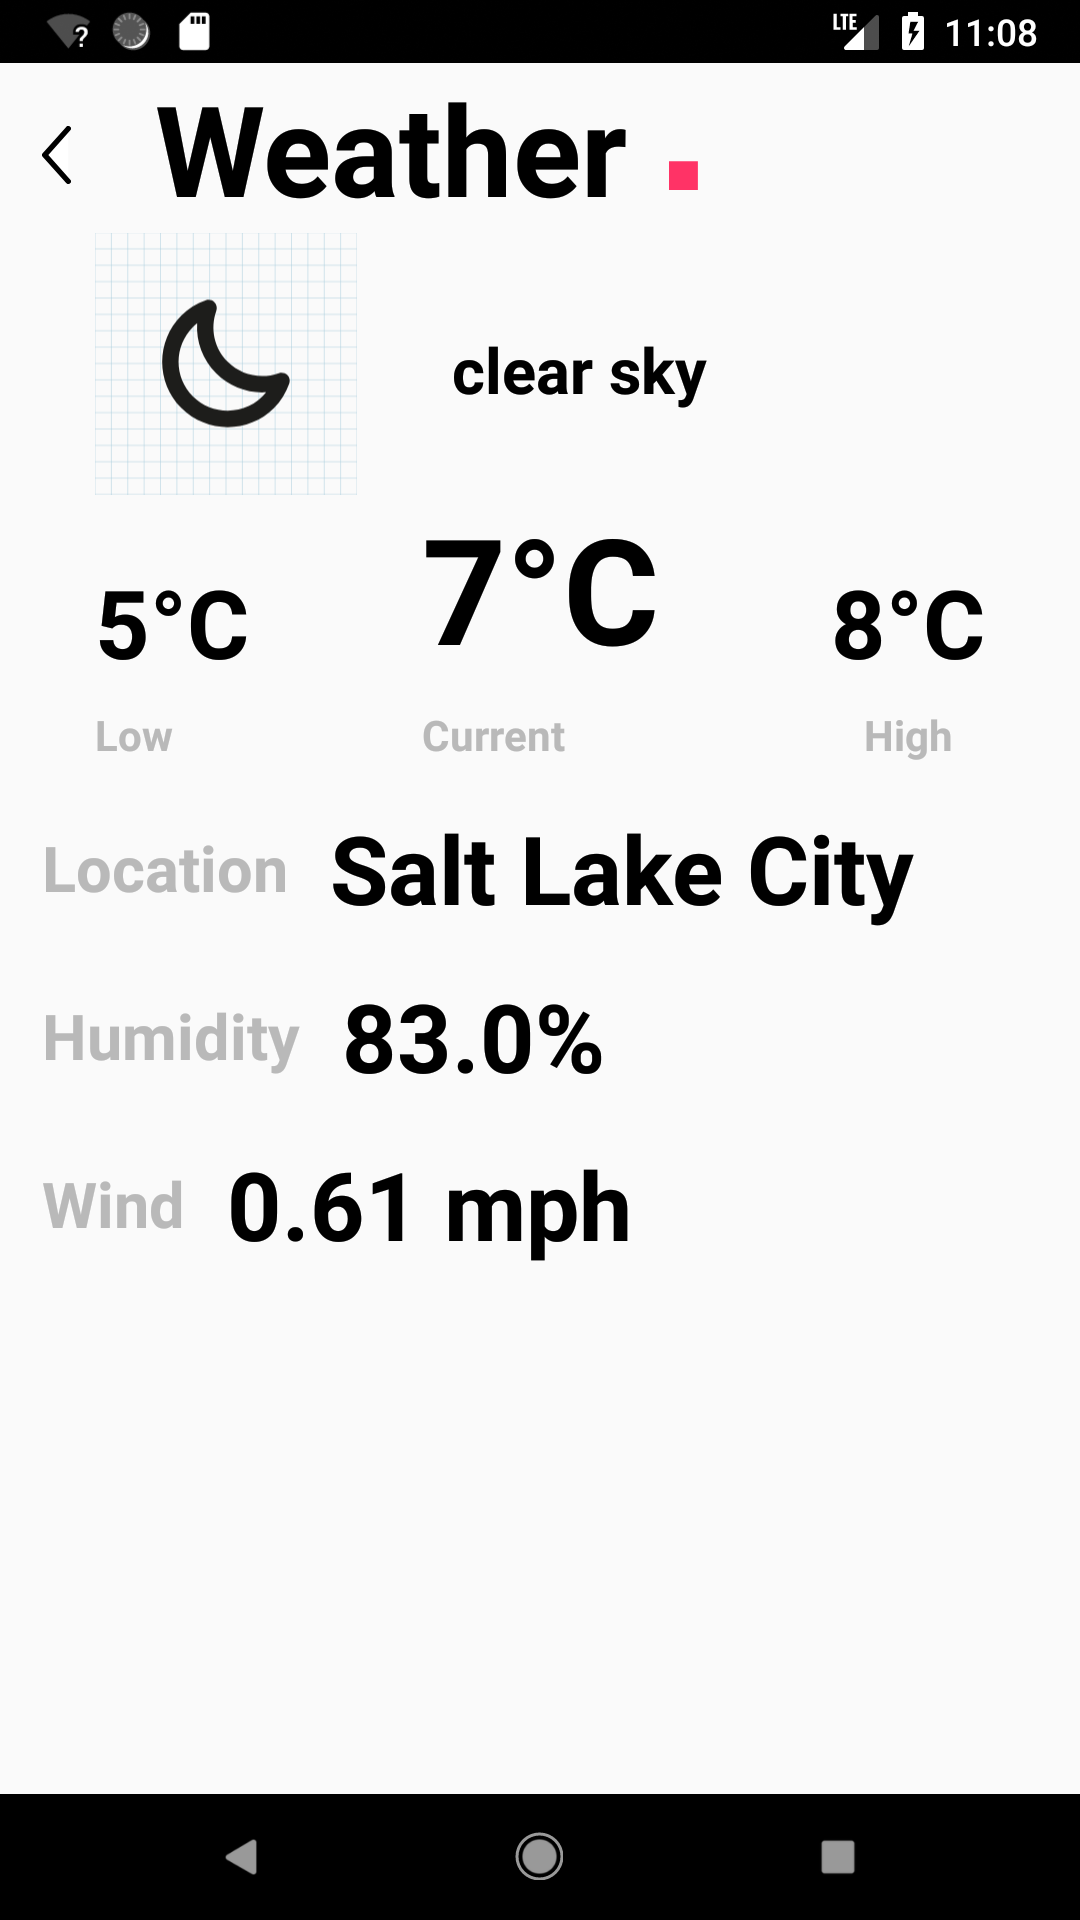 LTE 11:08
Weather
clear sky
5°C 7°C 8°C
Low Current High
Location Salt Lake City
Humidity 83.0%
Wind 0.61 mph